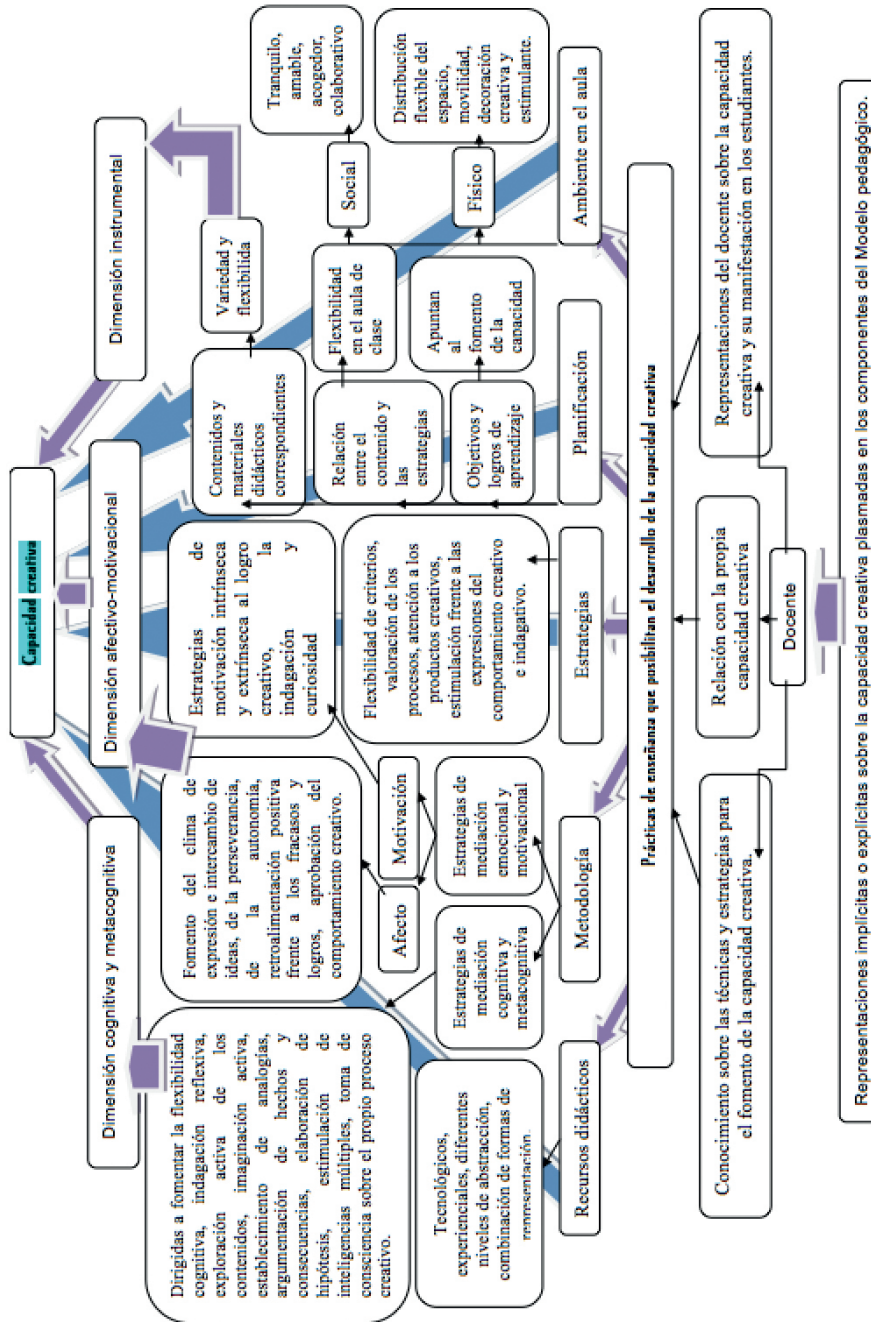 Capacidad creativa
Dimensión cognitiva y metacognitiva
Dimensión afectivo-motivacional
Dimensión instrumental
Dirigidas a fomentar la flexibilidad
cognitiva, indagación reflexiva,
exploración activa de los
contenidos, imaginación activa,
establecimiento de analogías,
argumentación de hechos y
consecuencias, elaboración de
hipótesis, estimulación de
inteligencias múltiples, toma de
consciencia sobre el propio proceso
creativo.
Fomento del clima de
expresión e intercambio de
ideas, de la perseverancia,
de la autonomía,
retroalimentación positiva
frente a los fracasos y
logros, aprobación del
comportamiento creativo.
Estrategias de
motivación intrínseca
y extrínseca al logro
creativo, la
indagación y
curiosidad
Contenidos y
materiales
didácticos
correspondientes
Variedad y
flexibilida
Tranquilo,
amable,
acogedor,
colaborativo
Afecto
Motivación
Relación
entre el
contenido y
las
estrategias
Flexibilidad
en el aula de
clase
Social
Tecnológicos,
experienciales, diferentes
niveles de abstracción,
combinación de formas de
representación.
Estrategias de
mediación
cognitiva y
metacognitiva
Estrategias de
mediación
emocional y
motivacional
Flexibilidad de criterios,
valoración de los
procesos, atención a los
productos creativos,
estimulación frente a las
expresiones del
comportamiento creativo
e indagativo.
Objetivos y
logros de
aprendizaje
Apuntan
al
fomento
de la
capacidad
Físico
Distribución
flexible del
espacio,
movilidad,
decoración
creativa y
estimulante.
Recursos didácticos
Metodología
Estrategias
Planificación
Ambiente en el aula
Prácticas de enseñanza que posibilitan el desarrollo de la capacidad creativa
Conocimiento sobre las técnicas y estrategias para
el fomento de la capacidad creativa.
Relación con la propia
capacidad creativa
Representaciones del docente sobre la capacidad
creativa y su manifestación en los estudiantes.
Docente
Representaciones implícitas o explícitas sobre la capacidad creativa plasmadas en los componentes del Modelo pedagógico.